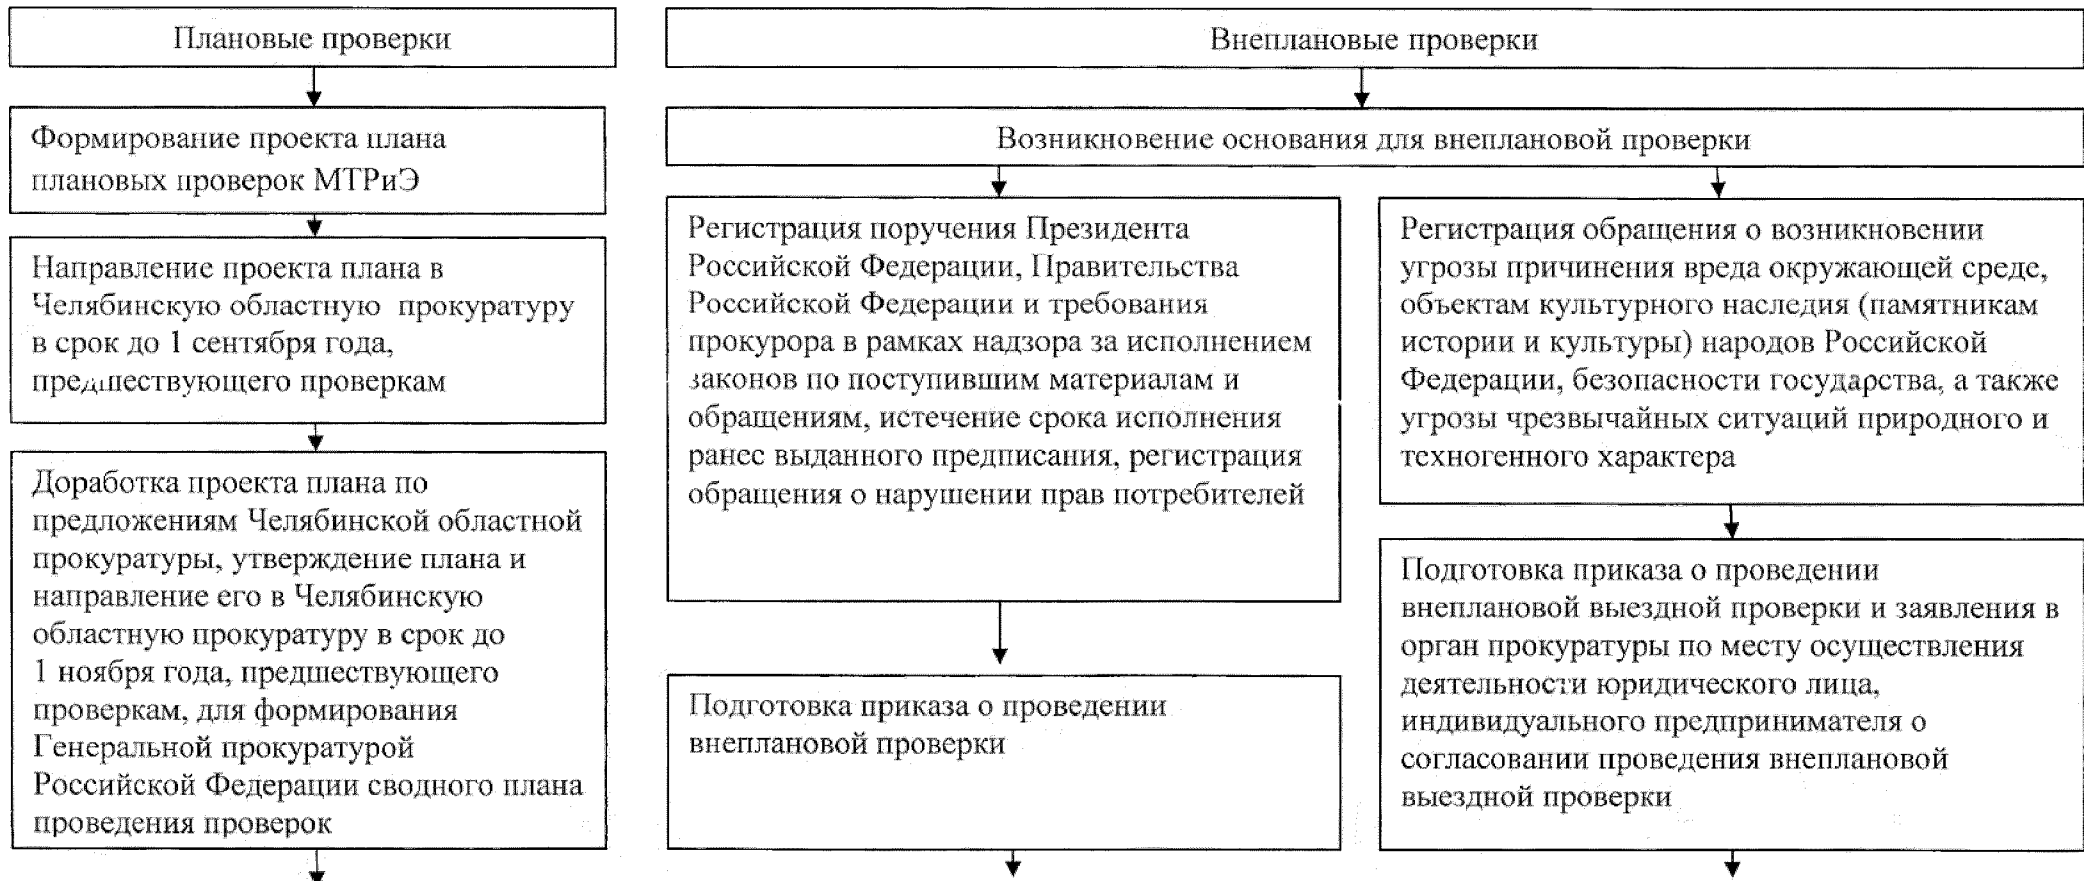 Плановые проверки
Формирование проекта плана
плановых проверок МТРиЭ
Направление проекта плана в
Челябинскую областную прокуратуру
в срок до 1 сентября года,
предшествующего проверкам
Доработка проекта плана по
предложениям Челябинской областной
прокуратуры, утверждение плана и
направление его в Челябинскую
областную прокуратуру в срок до
1 ноября года, предшествующего
проверкам, для формирования
Генеральной прокуратурой
Российской Федерации сводного плана
проведения проверок
Внеплановые проверки
Возникновение основания для внеплановой проверки
Регистрация поручения Президента
Российской Федерации, Правительства
Российской Федерации и требования
прокурора в рамках надзора за исполнением
законов по поступившим материалам и
обращениям, истечение срока исполнения
ранее выданного предписания, регистрация
обращения о нарушении прав потребителей
Подготовка приказа о проведении
внеплановой проверки
Регистрация обращения о возникновении
угрозы причинения вреда окружающей среде,
объектам культурного наследия (памятникам
истории и культуры) народов Российской
Федерации, безопасности государства, а также
угрозы чрезвычайных ситуаций природного и
техногенного характера
Подготовка приказа о проведении
внеплановой выездной проверки и заявления в
орган прокуратуры по месту осуществления
деятельности юридического лица,
индивидуального предпринимателя о
согласовании проведения внеплановой
выездной проверки